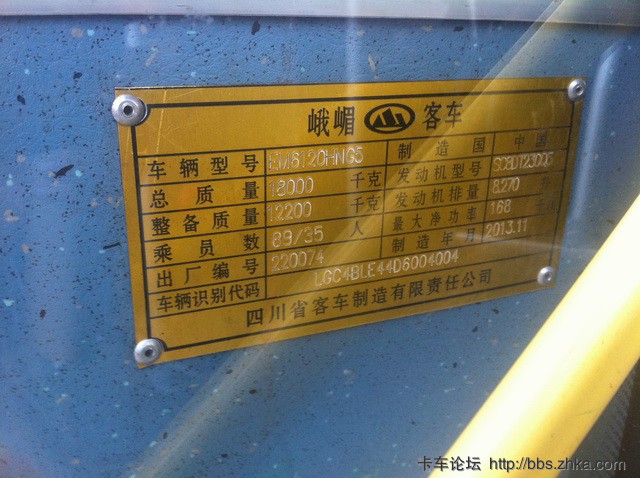 峨嵋 客车
车辆型号 EM6120HNG5 制造国 中国
总质量 18000 千克 发动机型号
整备质量 12200 千克 发动机排量 8.270 升
乘员数 89/35 人 最大净功率 168
出厂编号 220074 制造年月 2013.11
车辆识别代码 LGC4BLE44D6004004
四川省客车制造有限责任公司
卡车论坛 http://bbs.zhka.com